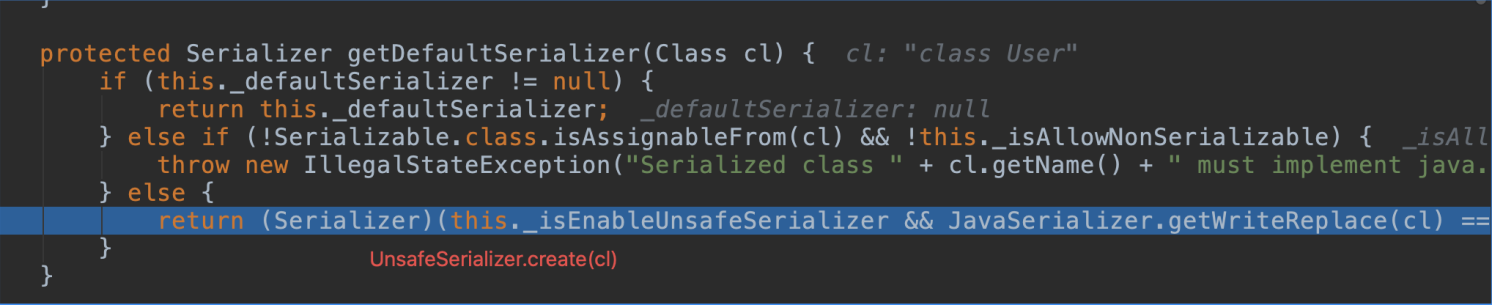 }
protected Serializer getDefaultSerializer(Class cl) {  cl: "class User"
if (this._defaultSerializer != null) {
return this._defaultSerializer;  _defaultSerializer: null
} else if (!Serializable.class.isAssignableFrom(cl) && !this._isAllowNonSerializable) {  _isAll
throw new IllegalStateException("Serialized class " + cl.getName() + " must implement java.
} else {
return (Serializer)(this._isEnableUnsafeSerializer && JavaSerializer.getWriteReplace(cl) ==
}
UnsafeSerializer.create(cl)
}